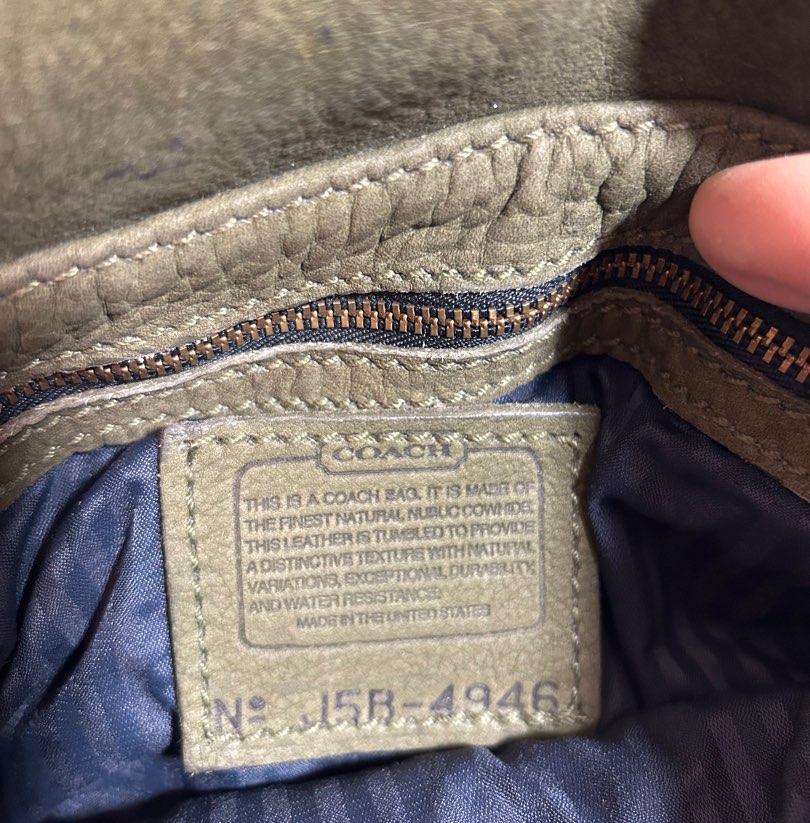 COACH
THIS IS A COACH BAG. IT IS MADE OF
THE FINEST NATURAL NUBUC COWHIDE.
THIS LEATHER IS TUMBLED TO PROVIDE
A DISTINCTIVE TEXTURE WITH NATURAL
VARIATIONS, EXCEPTIONAL DURABILITY,
AND WATER RESISTANCE.
MADE IN THE UNITED STATES
Nº J5B-4946